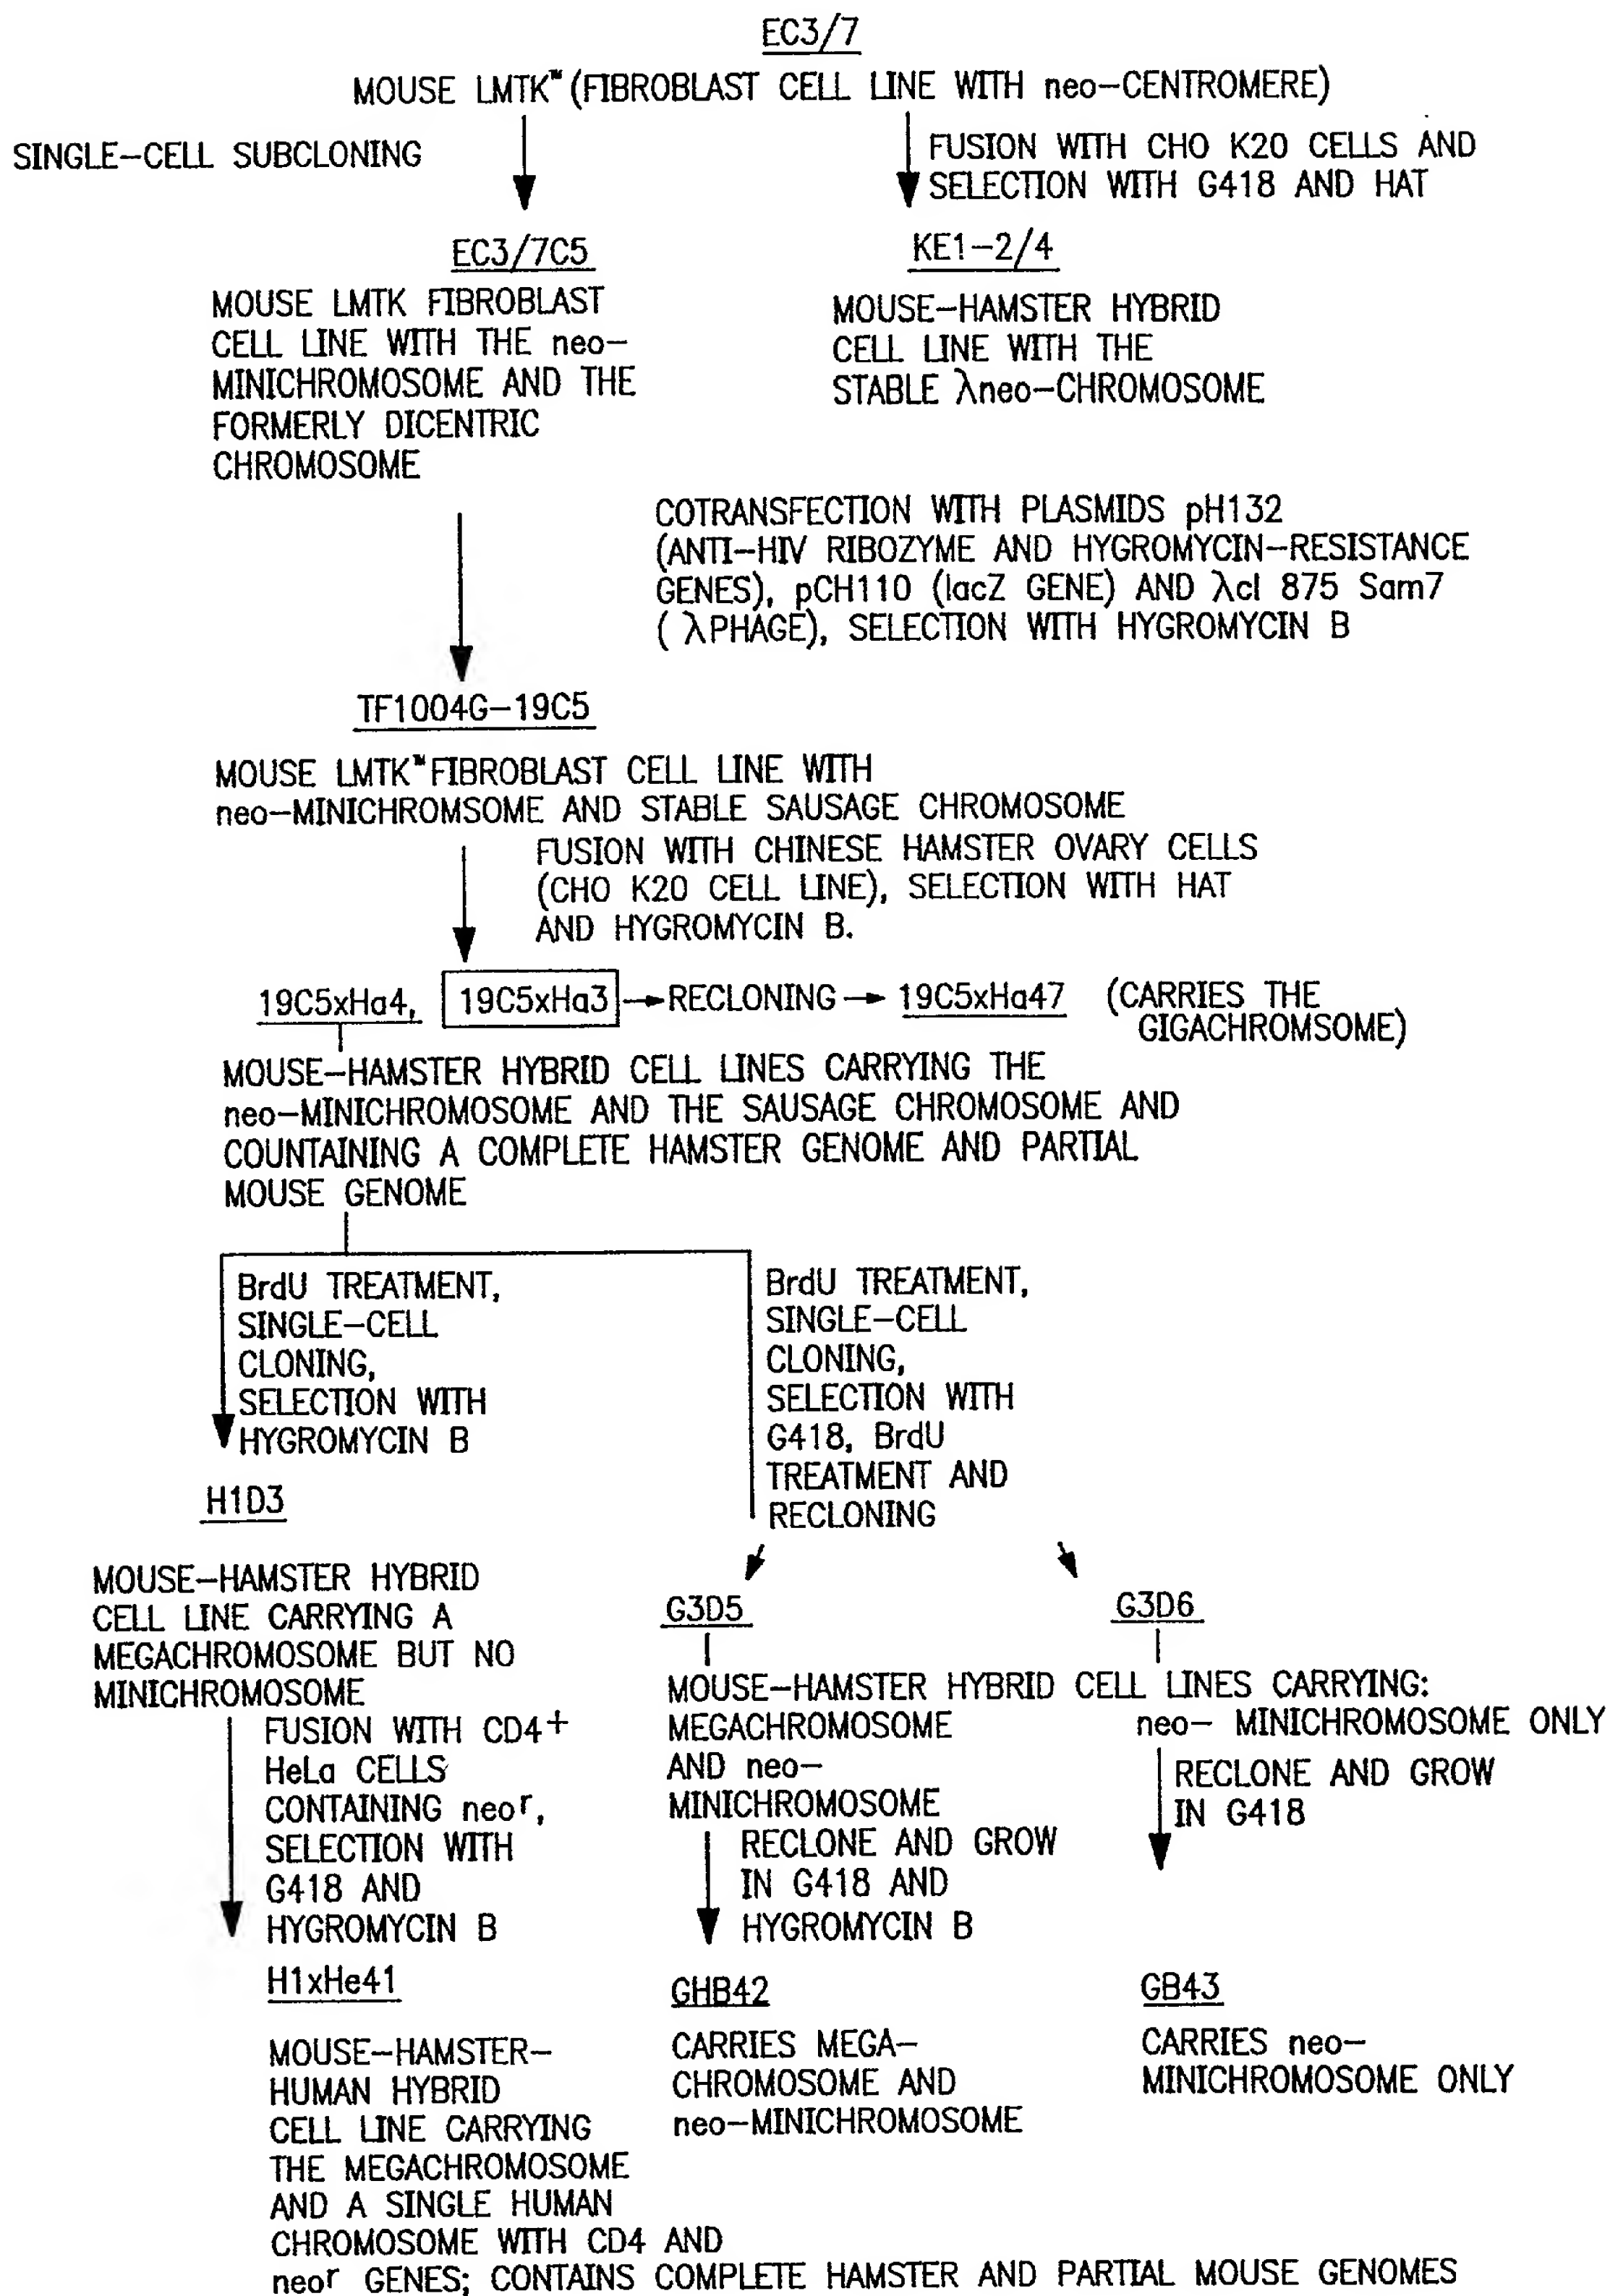 EC3/7
MOUSE LMTK™ (FIBROBLAST CELL LINE WITH neo-CENTROMERE)
SINGLE-CELL SUBCLONING
FUSION WITH CHO K20 CELLS AND
SELECTION WITH G418 AND HAT
EC3/7C5
MOUSE LMTK FIBROBLAST
CELL LINE WITH THE neo-
MINICHROMOSOME AND THE
FORMERLY DICENTRIC
CHROMOSOME
KE1-2/4
MOUSE-HAMSTER HYBRID
CELL LINE WITH THE
STABLE λneo-CHROMOSOME
COTRANSFECTION WITH PLASMIDS pH132
(ANTI-HIV RIBOZYME AND HYGROMYCIN-RESISTANCE
GENES), pCH110 (lacZ GENE) AND λcl 875 Sam7
( λPHAGE), SELECTION WITH HYGROMYCIN B
TF1004G-19C5
MOUSE LMTK™FIBROBLAST CELL LINE WITH
neo-MINICHROMSOME AND STABLE SAUSAGE CHROMOSOME
FUSION WITH CHINESE HAMSTER OVARY CELLS
(CHO K20 CELL LINE), SELECTION WITH HAT
AND HYGROMYCIN B.
19C5xHa4, 19C5xHa3 → RECLONING → 19C5xHa47 (CARRIES THE
GIGACHROMSOME)
MOUSE-HAMSTER HYBRID CELL LINES CARRYING THE
neo-MINICHROMOSOME AND THE SAUSAGE CHROMOSOME AND
COUNTAINING A COMPLETE HAMSTER GENOME AND PARTIAL
MOUSE GENOME
BrdU TREATMENT,
SINGLE-CELL
CLONING,
SELECTION WITH
HYGROMYCIN B
BrdU TREATMENT,
SINGLE-CELL
CLONING,
SELECTION WITH
G418, BrdU
TREATMENT AND
RECLONING
H1D3
MOUSE-HAMSTER HYBRID
CELL LINE CARRYING A
MEGACHROMOSOME BUT NO
MINICHROMOSOME
G3D5
G3D6
MOUSE-HAMSTER HYBRID CELL LINES CARRYING:
MEGACHROMOSOME
AND neo-
MINICHROMOSOME
neo- MINICHROMOSOME ONLY
FUSION WITH CD4+
HeLa CELLS
CONTAINING neoʳ,
SELECTION WITH
G418 AND
HYGROMYCIN B
RECLONE AND GROW
IN G418 AND
HYGROMYCIN B
RECLONE AND GROW
IN G418
H1xHe41
MOUSE-HAMSTER-
HUMAN HYBRID
CELL LINE CARRYING
THE MEGACHROMOSOME
AND A SINGLE HUMAN
CHROMOSOME WITH CD4 AND
neoʳ GENES; CONTAINS COMPLETE HAMSTER AND PARTIAL MOUSE GENOMES
GHB42
CARRIES MEGA-
CHROMOSOME AND
neo-MINICHROMOSOME
GB43
CARRIES neo-
MINICHROMOSOME ONLY